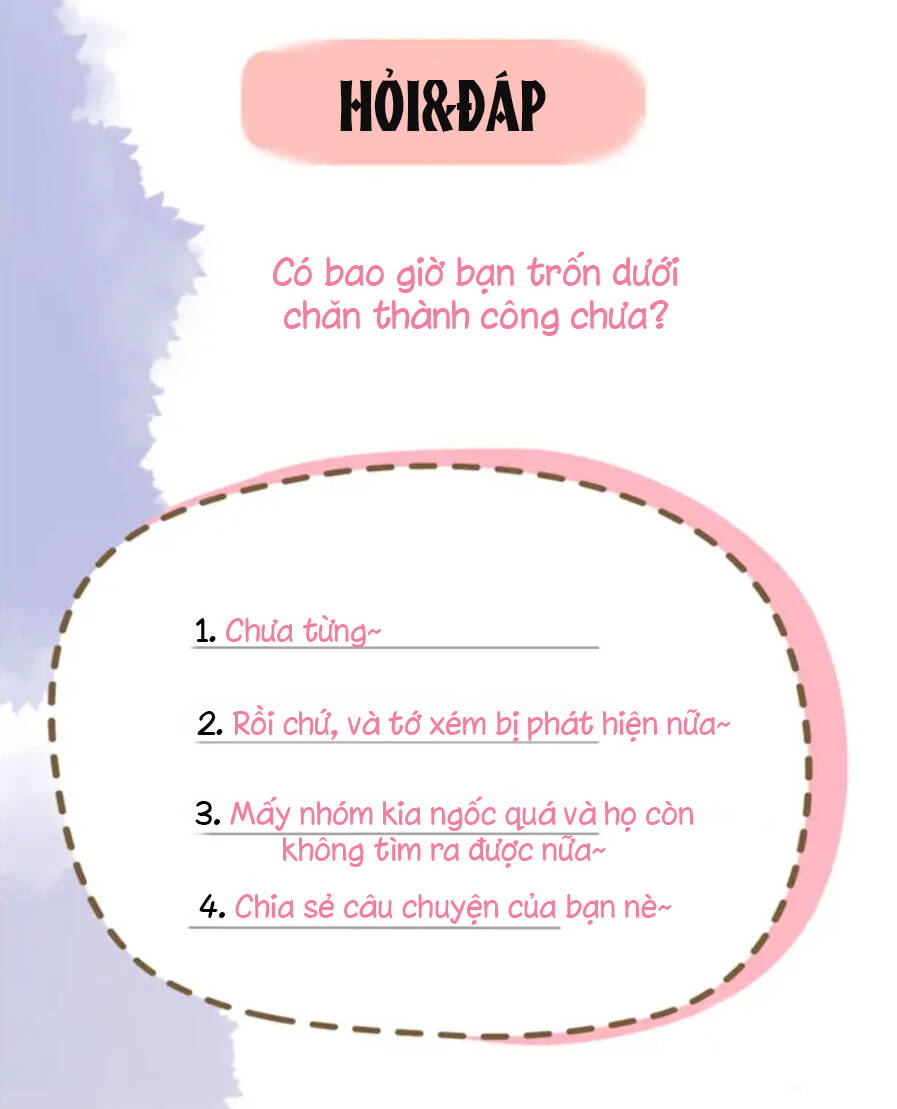 HỎI&ĐÁP
Có bao giờ bạn trốn dưới
chăn thành công chưa?
1. Chưa từng~
2. Rồi chứ, và tớ xém bị phát hiện nữa~
3. Mấy nhóm kia ngốc quá và họ còn
không tìm ra được nữa~
4. Chia sẻ câu chuyện của bạn nè~